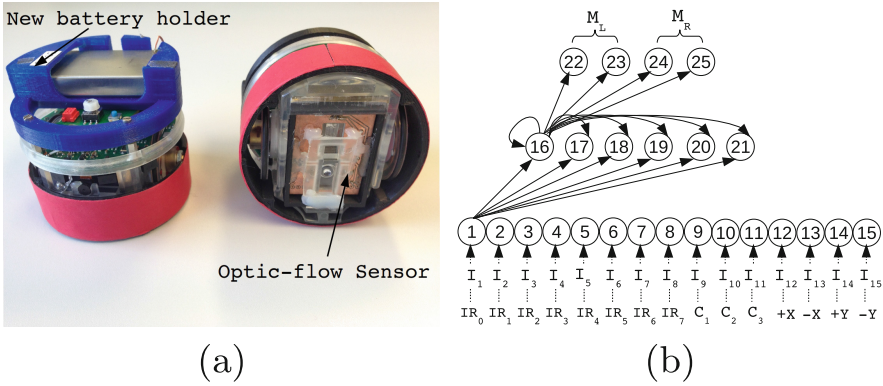 New battery holder
Optic-flow Sensor
(a)
M_L M_R
22 23 24 25
16 17 18 19 20 21
1 2 3 4 5 6 7 8 9 10 11 12 13 14 15
I_1 I_2 I_3 I_4 I_5 I_6 I_7 I_8 I_9 I_10 I_11 I_12 I_13 I_14 I_15
IR_0 IR_1 IR_2 IR_3 IR_4 IR_5 IR_6 IR_7 C_1 C_2 C_3 +X -X +Y -Y
(b)